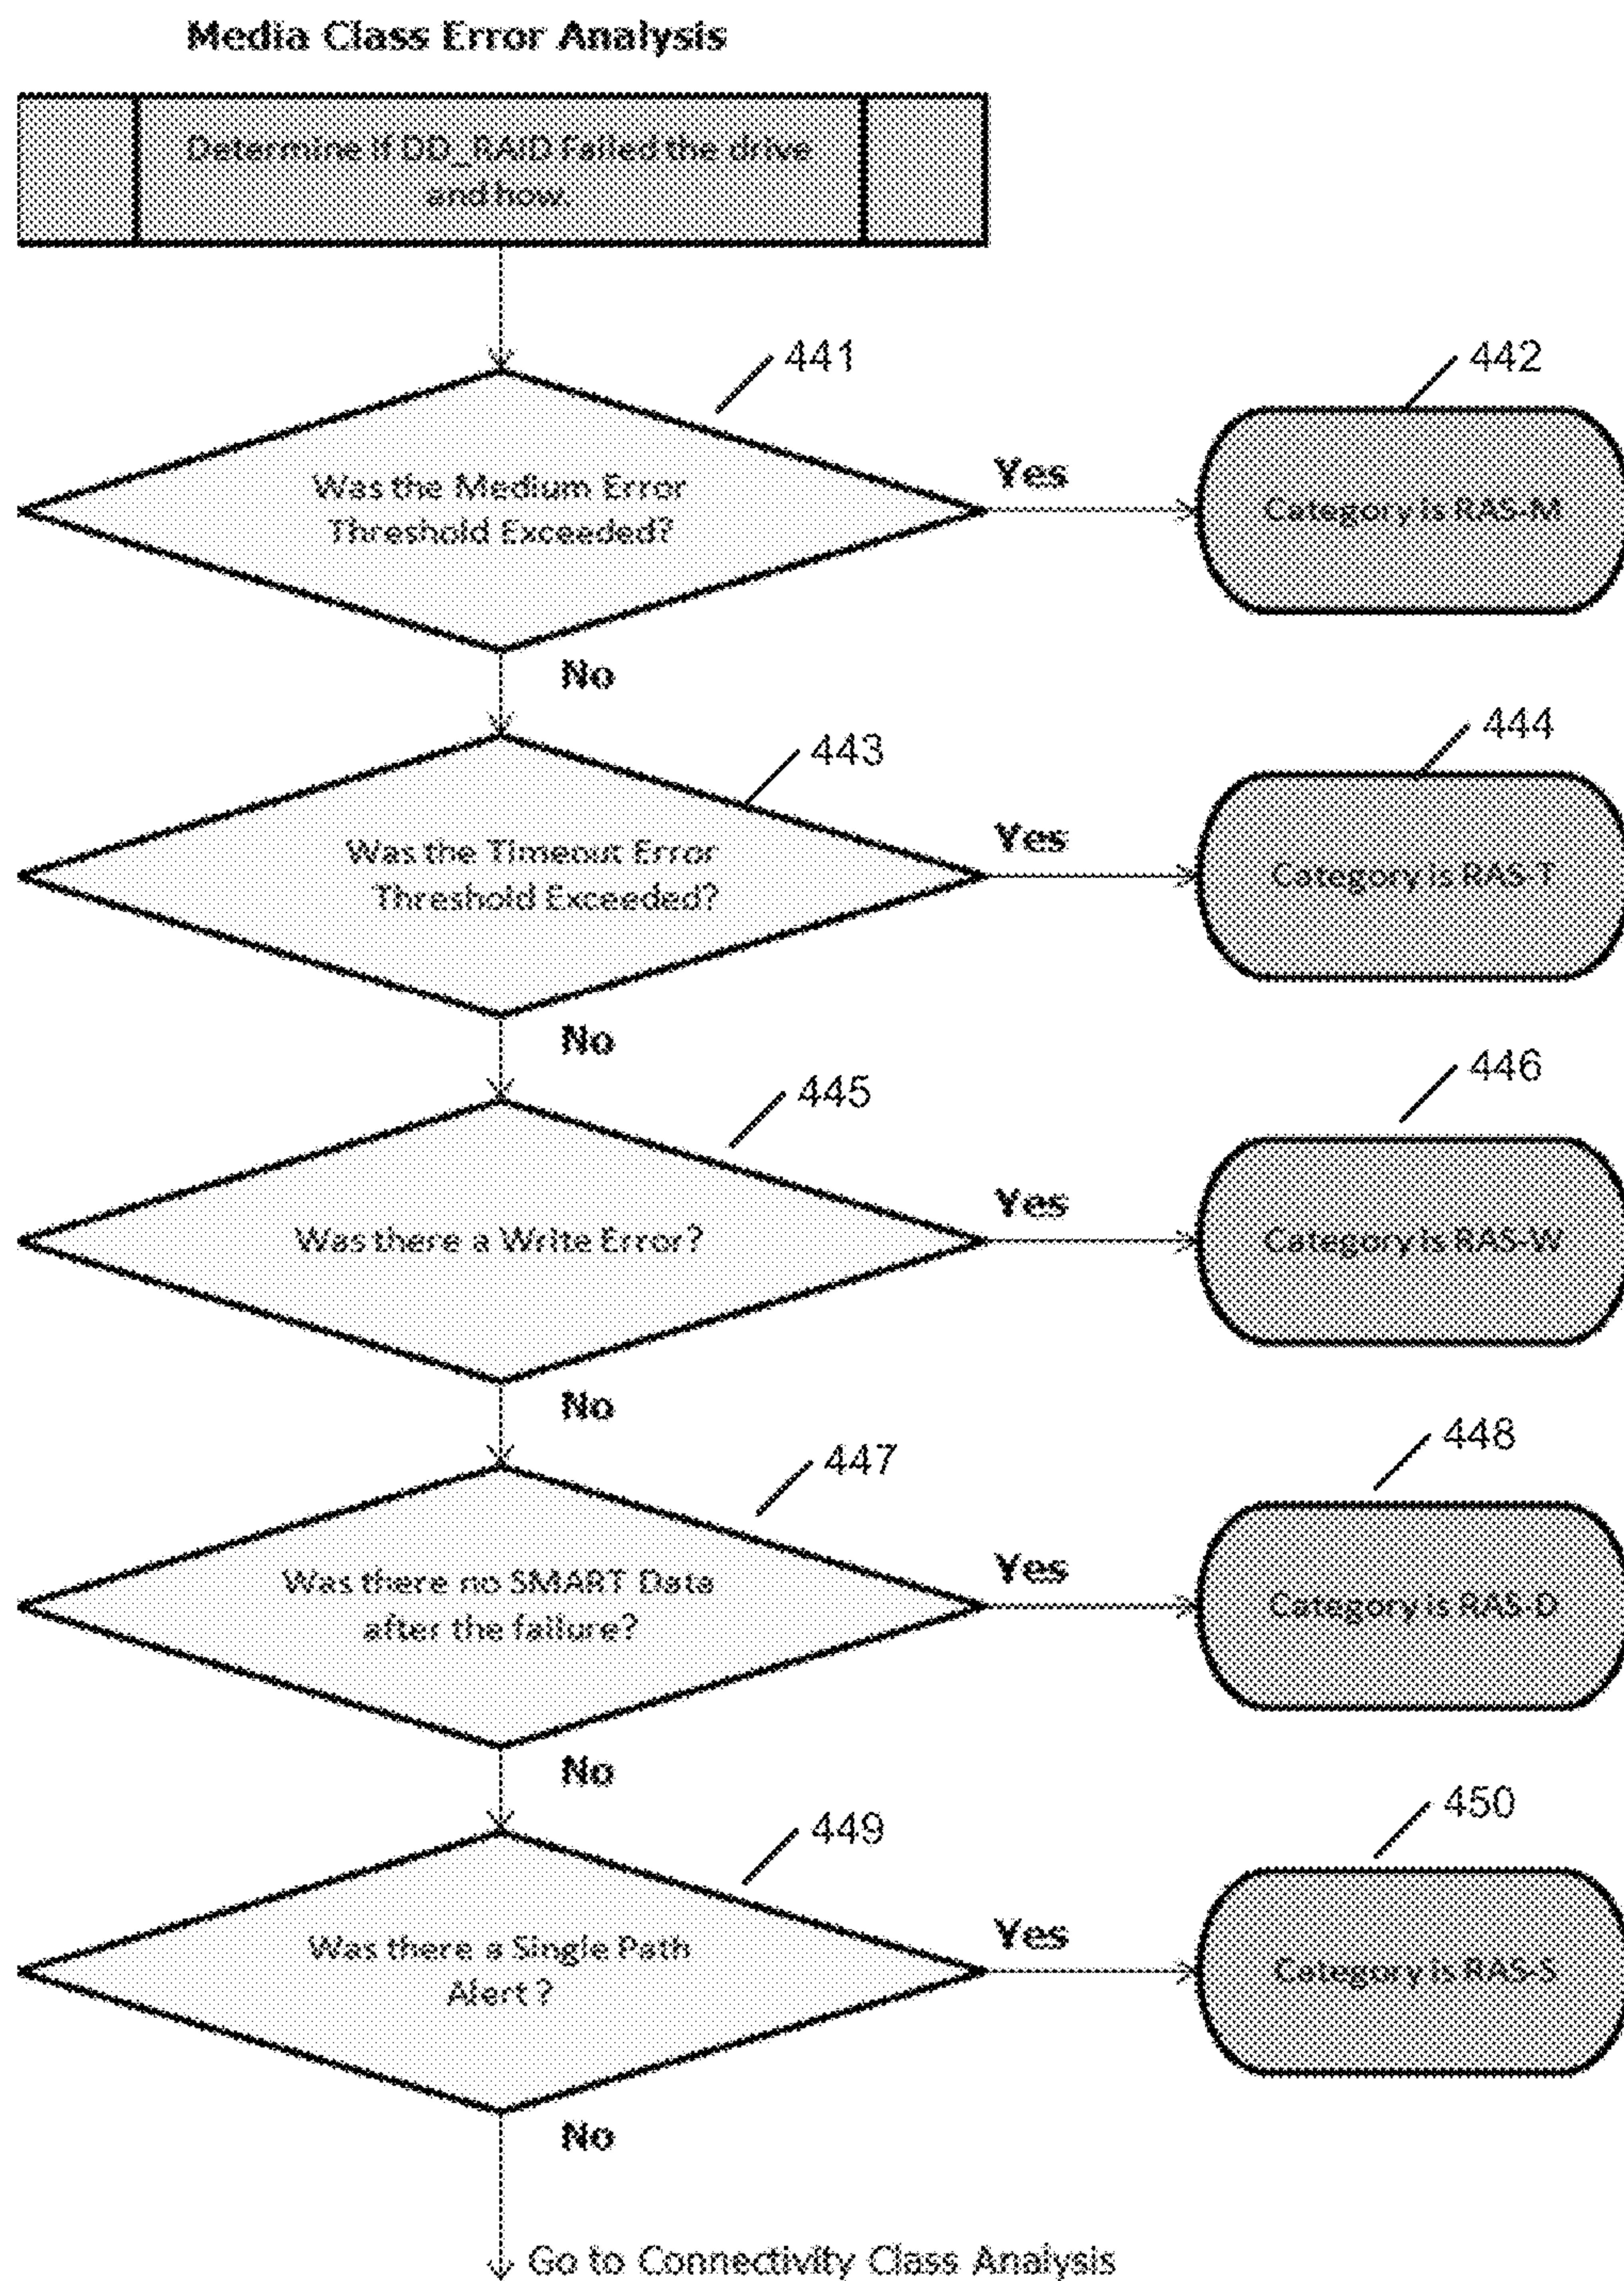 Media Class Error Analysis
Determine if DD_RAID Failed the drive
and how.
441
442
Was the Medium Error
Threshold Exceeded?
Yes
Category is RAS-M
No
443
444
Was the Timeout Error
Threshold Exceeded?
Yes
Category is RAS-T
No
445
446
Was there a Write Error?
Yes
Category is RAS-W
No
447
448
Was there no SMART Data
after the failure?
Yes
Category is RAS-D
No
449
450
Was there a Single Path
Alert ?
Yes
Category is RAS-S
No
Go to Connectivity Class Analysis